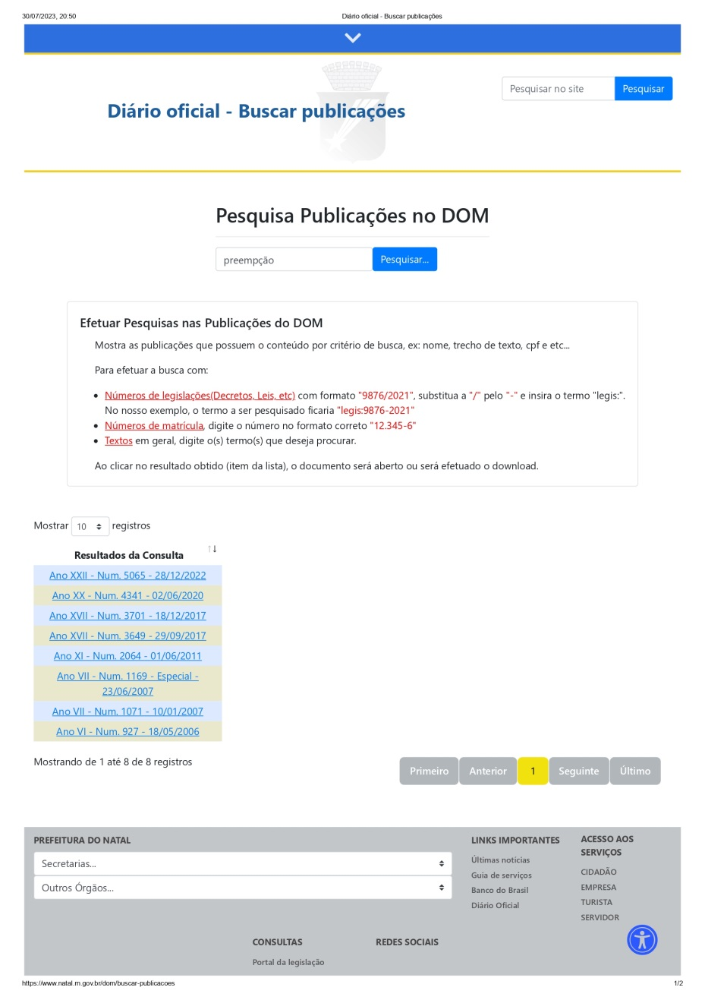 30/07/2023, 20:50
Diário oficial - Buscar publicações
Pesquisar no site
Pesquisar
Diário oficial - Buscar publicações
Pesquisa Publicações no DOM
preempção
Pesquisar...
Efetuar Pesquisas nas Publicações do DOM
Mostra as publicações que possuem o conteúdo por critério de busca, ex: nome, trecho de texto, cpf e etc...
Para efetuar a busca com:
• Números de legislações(Decretos, Leis, etc) com formato "9876/2021", substitua a "/" pelo "-" e insira o termo "legis:".
No nosso exemplo, o termo a ser pesquisado ficaria "legis:9876-2021"
• Números de matrícula, digite o número no formato correto "12.345-6"
• Textos em geral, digite o(s) termo(s) que deseja procurar.
Ao clicar no resultado obtido (item da lista), o documento será aberto ou será efetuado o download.
Mostrar 10 registros
Resultados da Consulta
Ano XXII - Num. 5065 - 28/12/2022
Ano XX - Num. 4341 - 02/06/2020
Ano XVII - Num. 3701 - 18/12/2017
Ano XVII - Num. 3649 - 29/09/2017
Ano XI - Num. 2064 - 01/06/2011
Ano VII - Num. 1169 - Especial -
23/06/2007
Ano VII - Num. 1071 - 10/01/2007
Ano VI - Num. 927 - 18/05/2006
Mostrando de 1 até 8 de 8 registros
Primeiro Anterior 1 Seguinte Último
PREFEITURA DO NATAL
Secretarias...
Outros Órgãos...
LINKS IMPORTANTES
Últimas notícias
Guia de serviços
Banco do Brasil
Diário Oficial
ACESSO AOS
SERVIÇOS
CIDADÃO
EMPRESA
TURISTA
SERVIDOR
CONSULTAS
Portal da legislação
REDES SOCIAIS
https://www.natal.rn.gov.br/dom/buscar-publicacoes
1/2